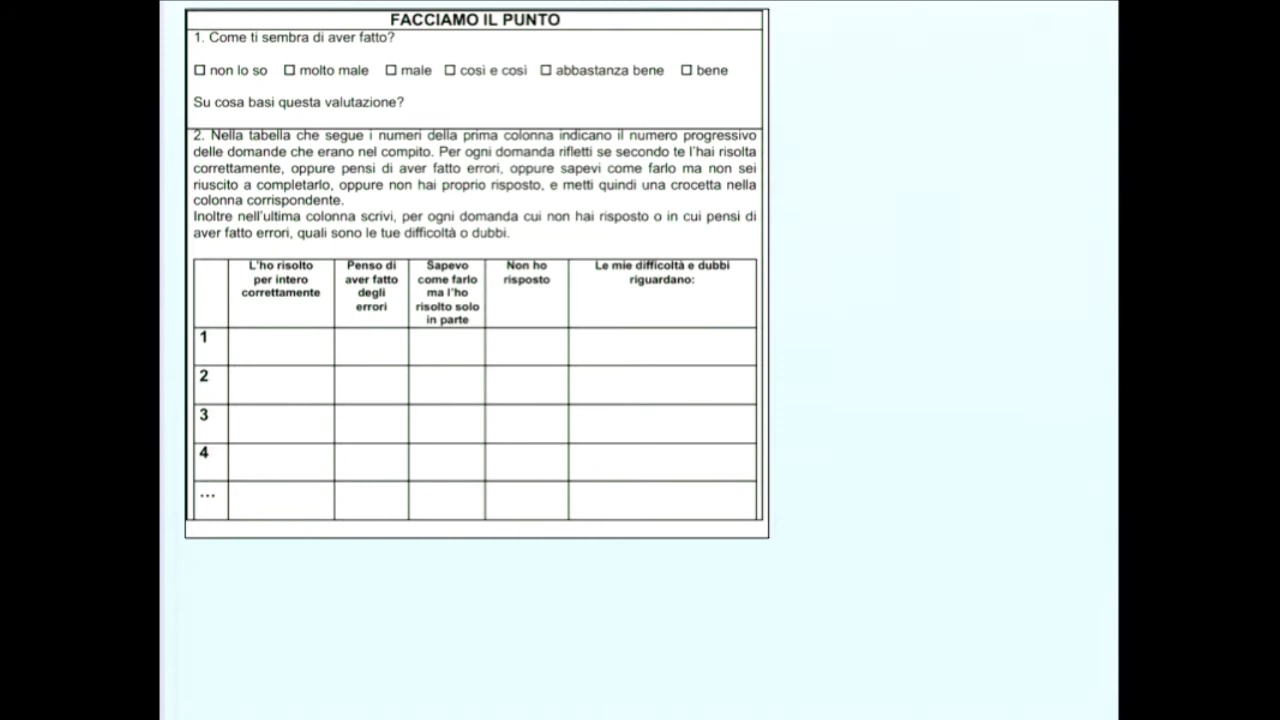 FACCIAMO IL PUNTO
1. Come ti sembra di aver fatto?
☐ non lo so ☐ molto male ☐ male ☐ così e così ☐ abbastanza bene ☐ bene
Su cosa basi questa valutazione?
2. Nella tabella che segue i numeri della prima colonna indicano il numero progressivo
delle domande che erano nel compito. Per ogni domanda rifletti se secondo te l'hai risolta
correttamente, oppure pensi di aver fatto errori, oppure sapevi come farlo ma non sei
riuscito a completarlo, oppure non hai proprio risposto, e metti quindi una crocetta nella
colonna corrispondente.
Inoltre nell'ultima colonna scrivi, per ogni domanda cui non hai risposto o in cui pensi di
aver fatto errori, quali sono le tue difficoltà o dubbi.
L'ho risolto
per intero
correttamente
Penso di
aver fatto
degli
errori
Sapevo
come farlo
ma l'ho
risolto solo
in parte
Non ho
risposto
Le mie difficoltà e dubbi
riguardano:
1
2
3
4
...